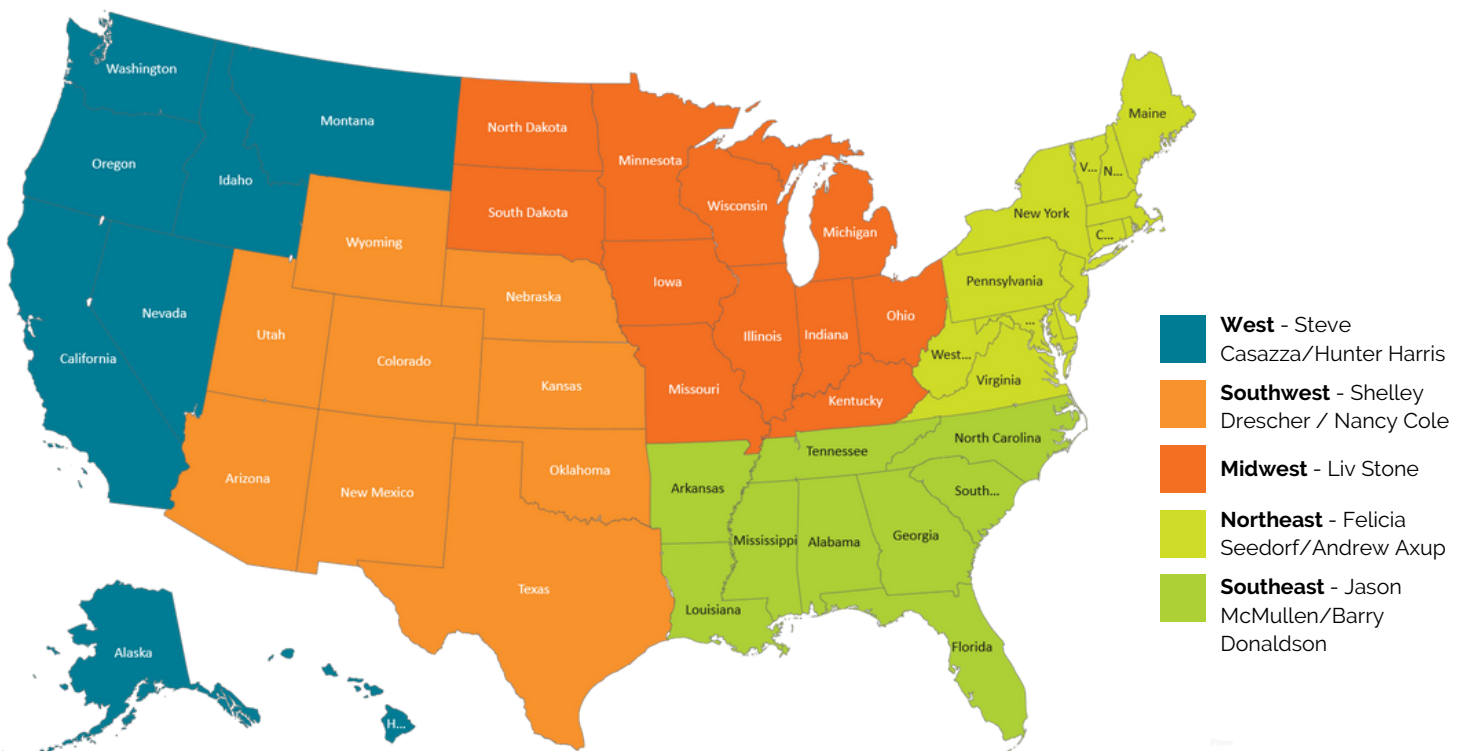 Washington
Montana
Oregon
Idaho
Nevada
California
Alaska
H...
North Dakota
South Dakota
Minnesota
Wisconsin
Michigan
Iowa
Illinois
Indiana
Ohio
Missouri
Kentucky
Wyoming
Nebraska
Utah
Colorado
Kansas
Arizona
New Mexico
Oklahoma
Texas
Maine
V...
N...
New York
C...
Pennsylvania
...
West...
Virginia
Tennessee
North Carolina
Arkansas
South...
Mississippi
Alabama
Georgia
Louisiana
Florida
West - Steve
Casazza/Hunter Harris
Southwest - Shelley
Drescher / Nancy Cole
Midwest - Liv Stone
Northeast - Felicia
Seedorf/Andrew Axup
Southeast - Jason
McMullen/Barry
Donaldson